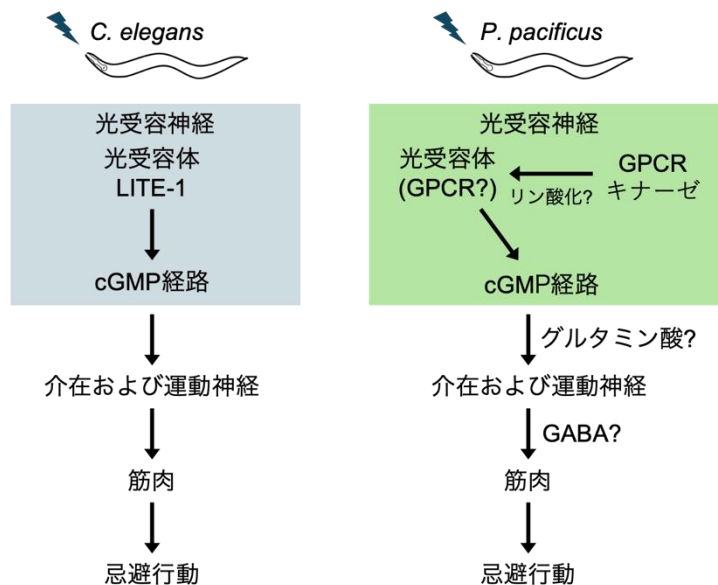 C. elegans
光受容神経
光受容体
LITE-1
cGMP経路
介在および運動神経
筋肉
忌避行動
P. pacificus
光受容神経
光受容体
(GPCR?)
リン酸化?
GPCR
キナーゼ
cGMP経路
グルタミン酸?
介在および運動神経
GABA?
筋肉
忌避行動